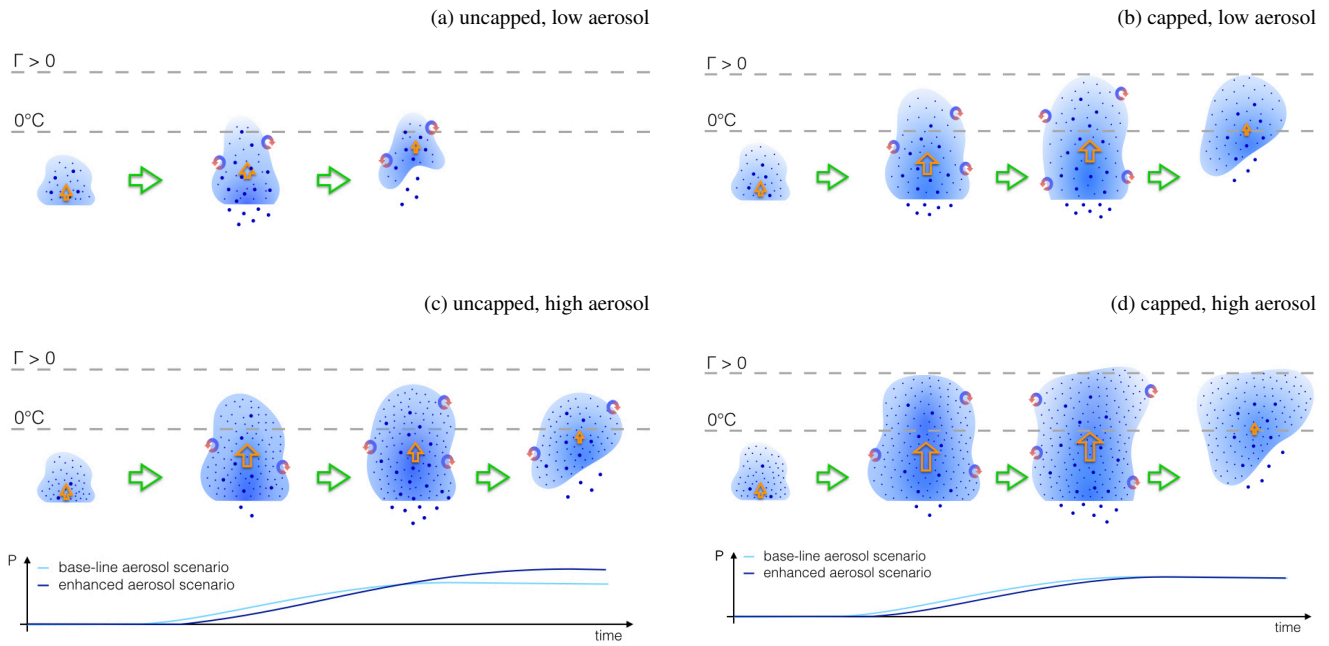 (a) uncapped, low aerosol
Γ > 0
0°C
(b) capped, low aerosol
Γ > 0
0°C
(c) uncapped, high aerosol
Γ > 0
0°C
(d) capped, high aerosol
Γ > 0
0°C
P
base-line aerosol scenario
enhanced aerosol scenario
time
P
base-line aerosol scenario
enhanced aerosol scenario
time